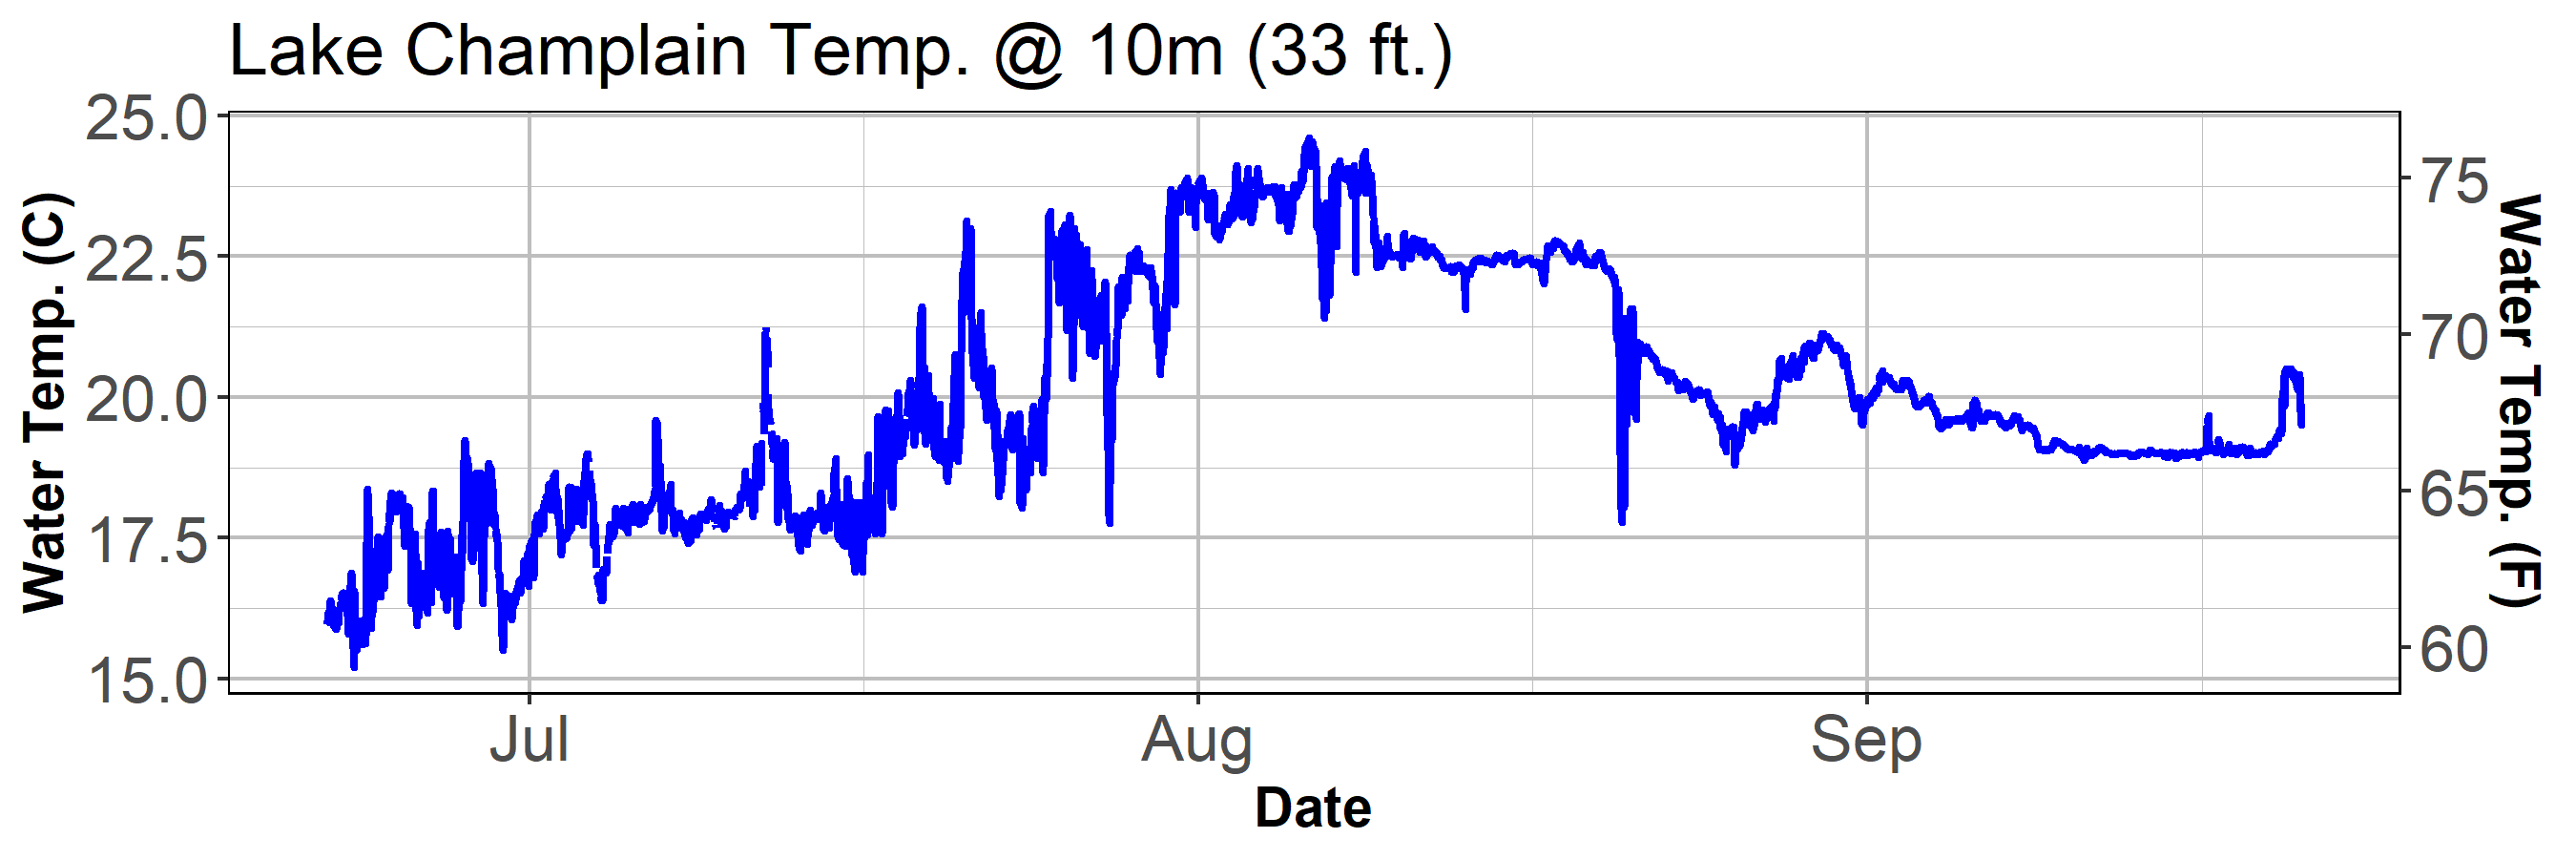 Lake Champlain Temp. @ 10m (33 ft.)
Water Temp. (C)
25.0
22.5
20.0
17.5
15.0
75
70
65
60
Water Temp. (F)
Jul Aug Sep
Date